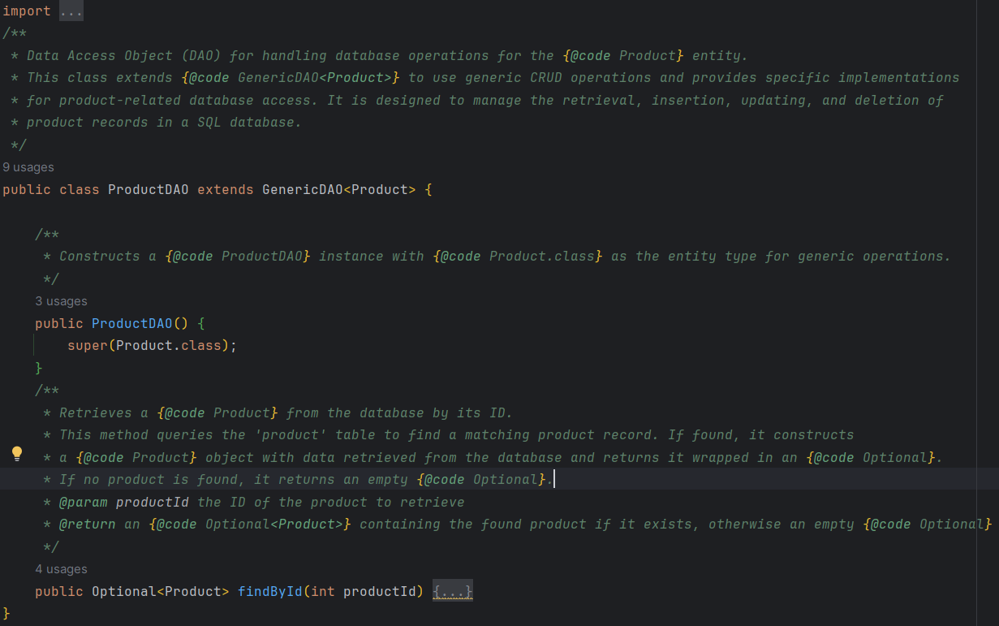 import ...
/**
 * Data Access Object (DAO) for handling database operations for the {@code Product} entity.
 * This class extends {@code GenericDAO<Product>} to use generic CRUD operations and provides specific implementations
 * for product-related database access. It is designed to manage the retrieval, insertion, updating, and deletion of
 * product records in a SQL database.
 */
9 usages
public class ProductDAO extends GenericDAO<Product> {
    /**
     * Constructs a {@code ProductDAO} instance with {@code Product.class} as the entity type for generic operations.
     */
    3 usages
    public ProductDAO() {
        super(Product.class);
    }
    /**
     * Retrieves a {@code Product} from the database by its ID.
     * This method queries the 'product' table to find a matching product record. If found, it constructs
     * a {@code Product} object with data retrieved from the database and returns it wrapped in an {@code Optional}.
     * If no product is found, it returns an empty {@code Optional}.
     * @param productId the ID of the product to retrieve
     * @return an {@code Optional<Product>} containing the found product if it exists, otherwise an empty {@code Optional}
     */
    4 usages
    public Optional<Product> findById(int productId) {...}
}